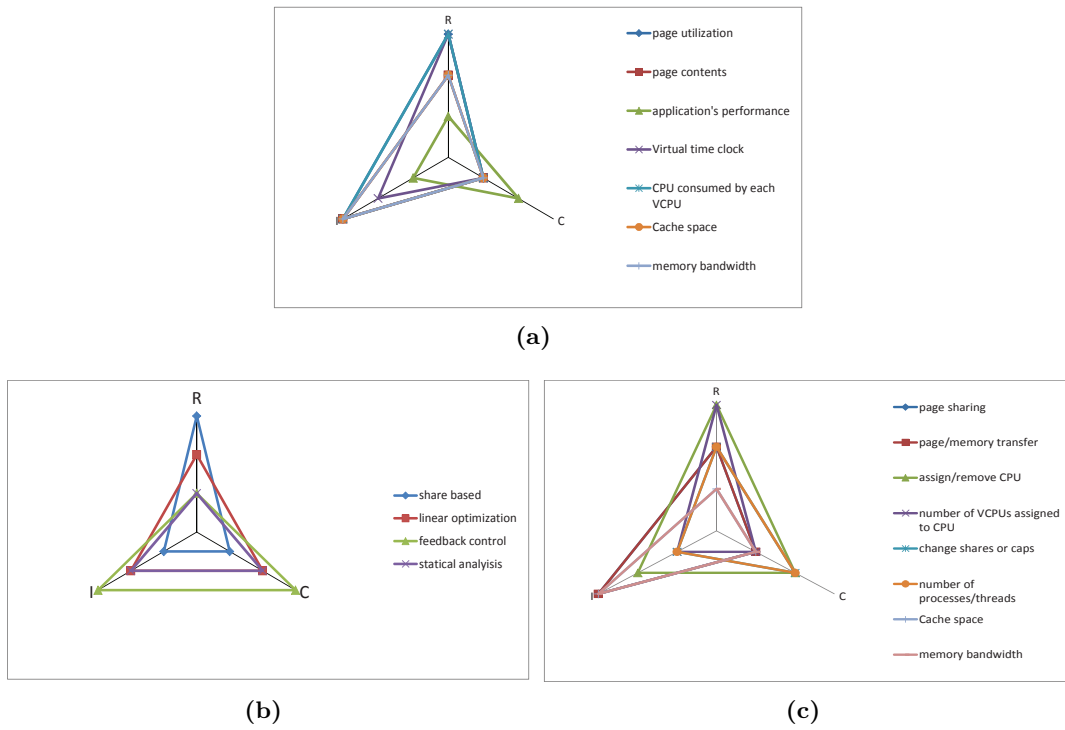 R
I
C
page utilization
page contents
application's performance
Virtual time clock
CPU consumed by each
VCPU
Cache space
memory bandwidth
(a)
R
I
C
share based
linear optimization
feedback control
statical analyisis
(b)
R
I
C
page sharing
page/memory transfer
assign/remove CPU
number of VCPUs assigned
to CPU
change shares or caps
number of
processes/threads
Cache space
memory bandwidth
(c)